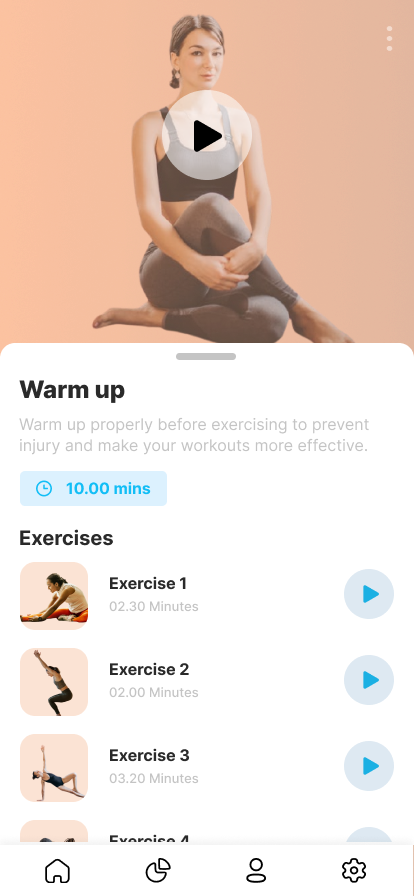 Warm up
Warm up properly before exercising to prevent
injury and make your workouts more effective.
10.00 mins
Exercises
Exercise 1
02.30 Minutes
Exercise 2
02.00 Minutes
Exercise 3
03.20 Minutes
Exercise 4